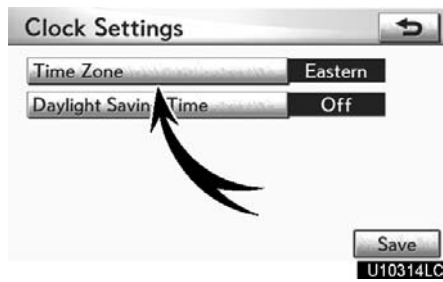 Clock Settings
Time Zone Eastern
Daylight Saving Time Off
Save
U10314LC